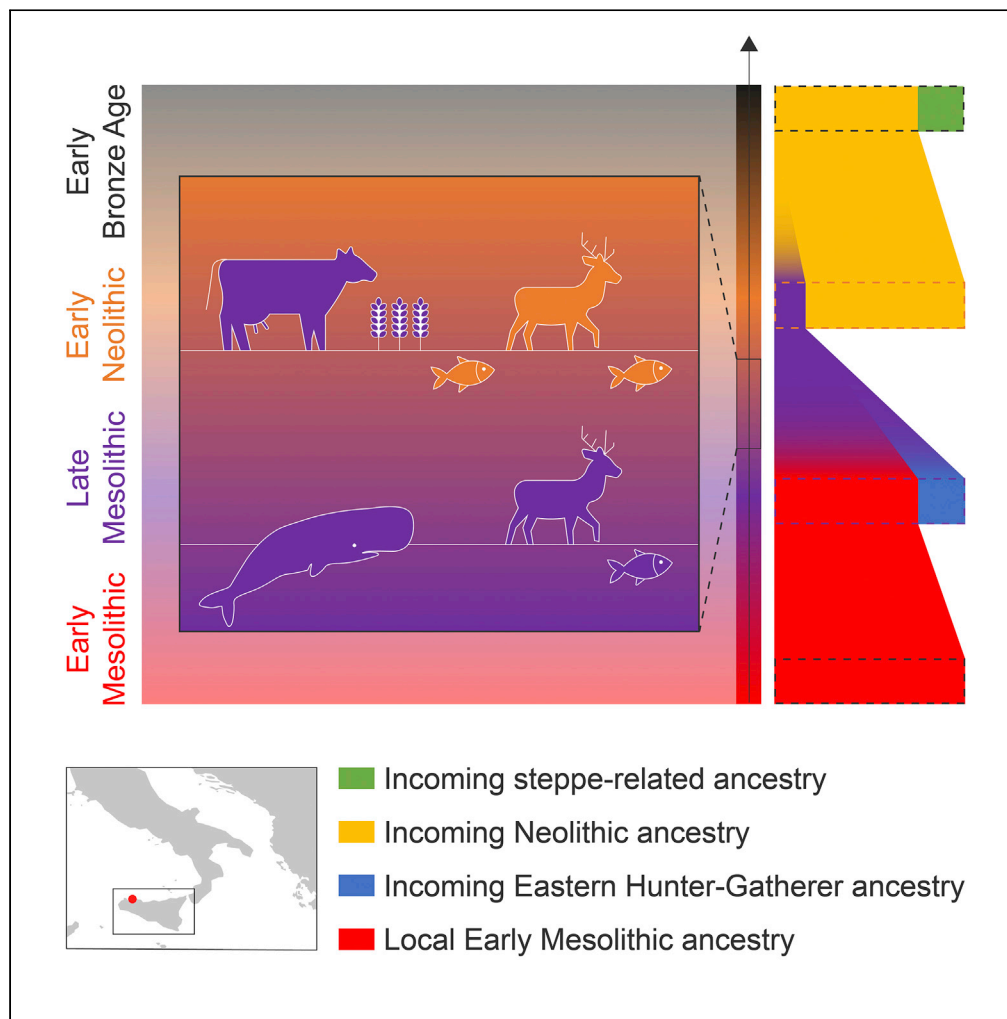 Early
Bronze Age
Early
Neolithic
Late
Mesolithic
Early
Mesolithic
Incoming steppe-related ancestry
Incoming Neolithic ancestry
Incoming Eastern Hunter-Gatherer ancestry
Local Early Mesolithic ancestry